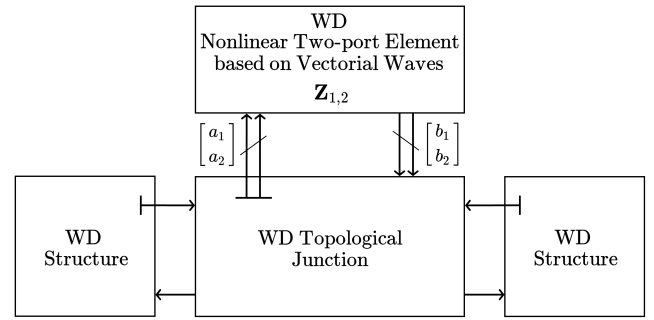 WD
Nonlinear Two-port Element
based on Vectorial Waves
Z1,2
a1
a2
b1
b2
WD
Structure
WD Topological
Junction
WD
Structure